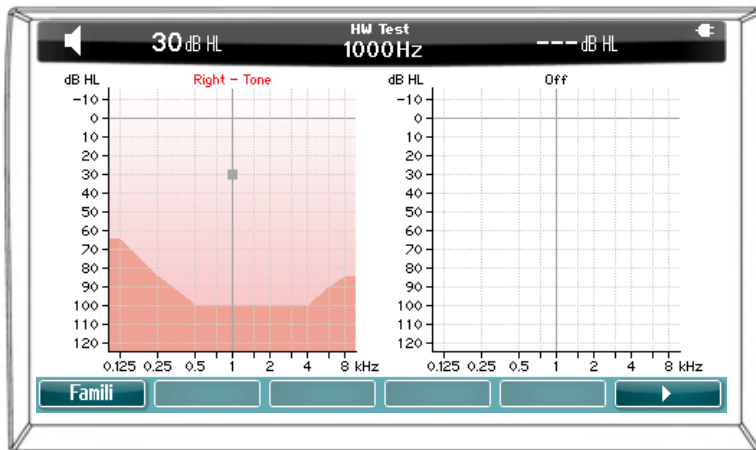 HW Test
30 dB HL
1000Hz
--- dB HL
dB HL
Right - Tone
-10
0
10
20
30
40
50
60
70
80
90
100
110
120
0.125 0.25 0.5 1 2 4 8 kHz
dB HL
Off
-10
0
10
20
30
40
50
60
70
80
90
100
110
120
0.125 0.25 0.5 1 2 4 8 kHz
Famili